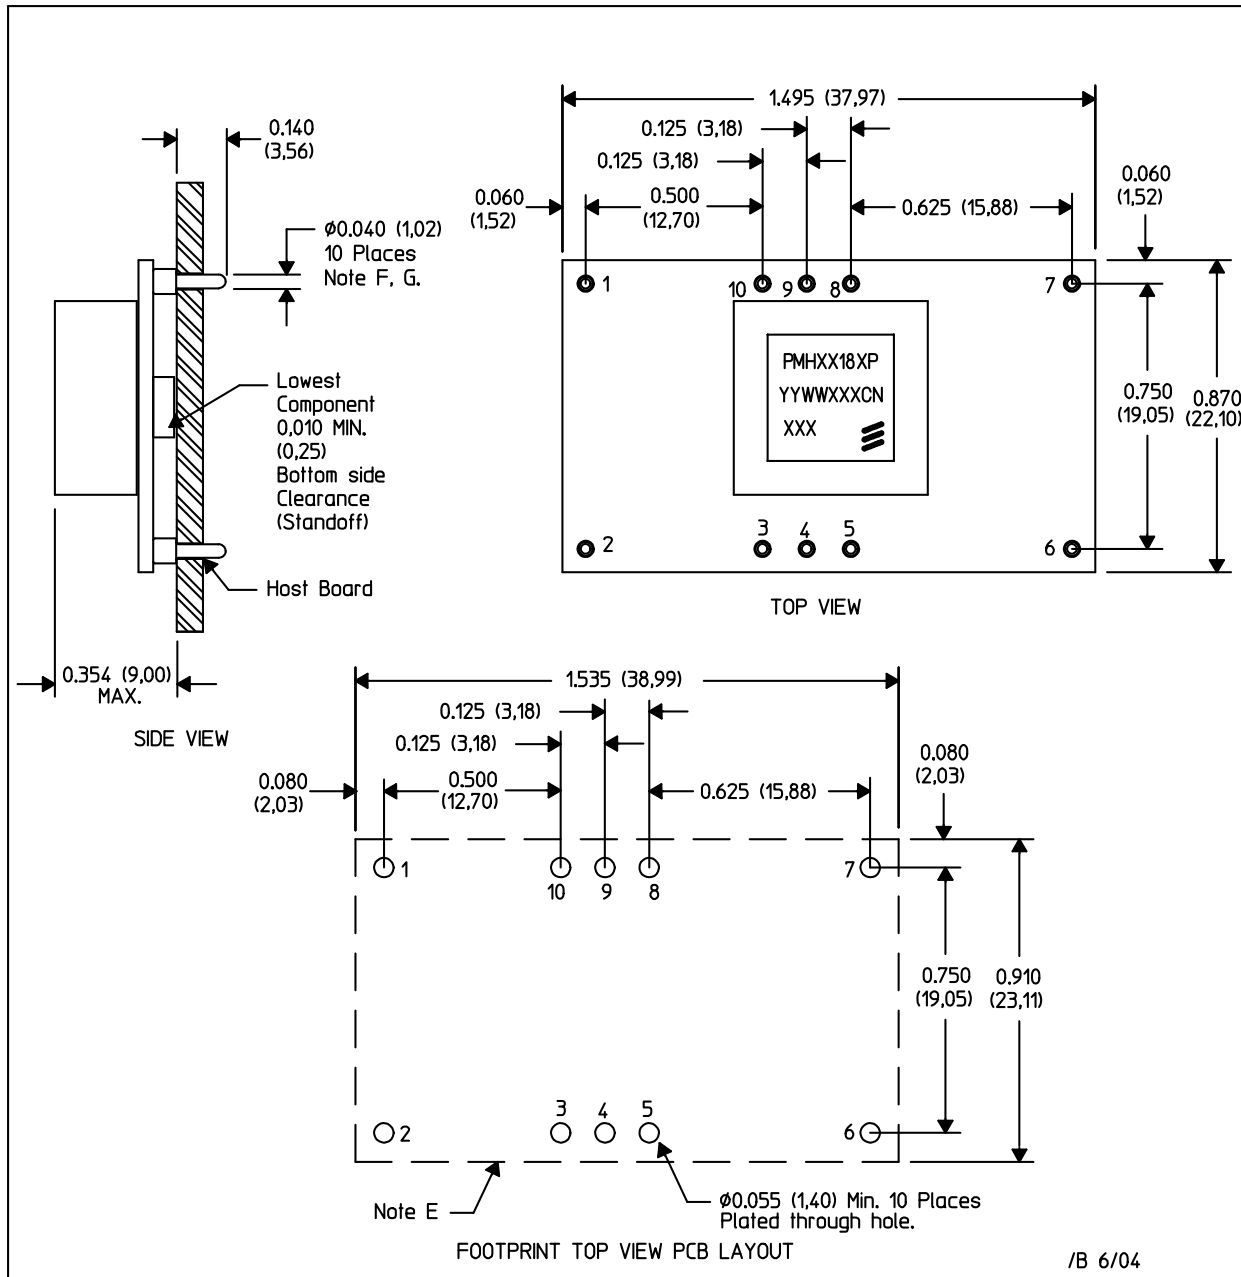 0.140
(3,56)
Ø0.040 (1,02)
10 Places
Note F, G.
Lowest
Component
0,010 MIN.
(0,25)
Bottom side
Clearance
(Standoff)
Host Board
0.354 (9,00)
MAX.
SIDE VIEW
1.495 (37,97)
0.125 (3,18)
0.125 (3,18)
0.060
(1,52)
0.500
(12,70)
0.625 (15,88)
0.060
(1,52)
1
10
9
8
7
PMHXX18XP
YYWWXXXCN
XXX
0.750
(19,05)
0.870
(22,10)
2
3
4
5
6
TOP VIEW
1.535 (38,99)
0.125 (3,18)
0.125 (3,18)
0.080
(2,03)
0.500
(12,70)
0.625 (15,88)
0.080
(2,03)
1
10
9
8
7
0.750
(19,05)
0.910
(23,11)
2
3
4
5
6
Note E
Ø0.055 (1,40) Min. 10 Places
Plated through hole.
FOOTPRINT TOP VIEW PCB LAYOUT
/B 6/04